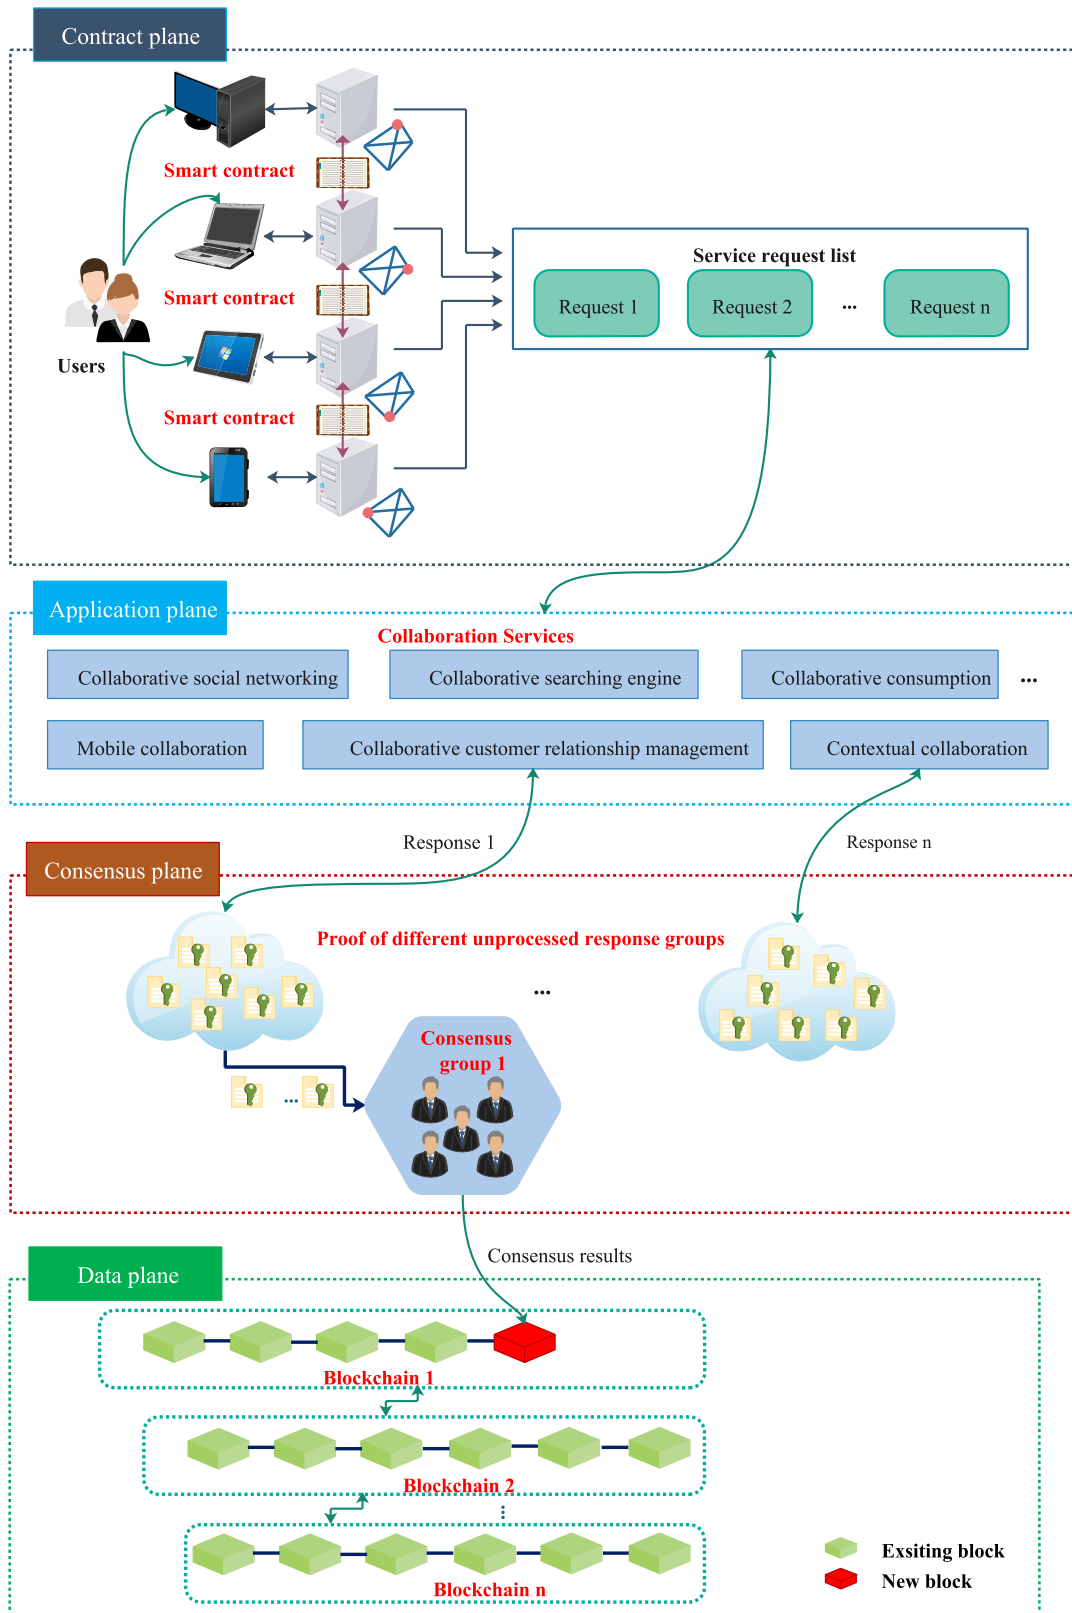 Contract plane
Smart contract
Smart contract
Smart contract
Users
Service request list
Request 1
Request 2
...
Request n
Application plane
Collaboration Services
Collaborative social networking
Collaborative searching engine
Collaborative consumption
...
Mobile collaboration
Collaborative customer relationship management
Contextual collaboration
Response 1
Response n
Consensus plane
Proof of different unprocessed response groups
...
Consensus
group 1
...
Consensus results
Data plane
Blockchain 1
Blockchain 2
...
Blockchain n
Exsiting block
New block